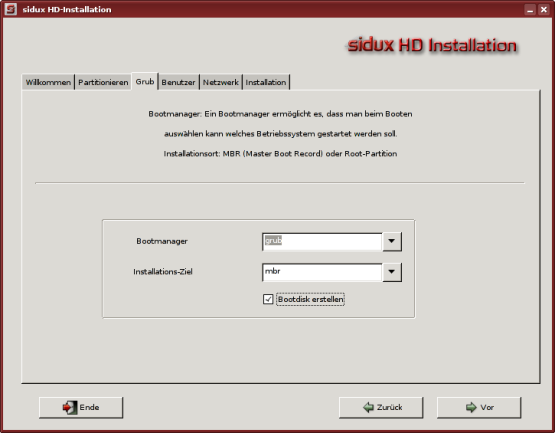 sidux HD-Installation
sidux HD Installation
Willkommen Partitionieren Grub Benutzer Netzwerk Installation
Bootmanager: Ein Bootmanager ermöglicht es, dass man beim Booten
auswählen kann welches Betriebssystem gestartet werden soll.
Installationsort: MBR (Master Boot Record) oder Root-Partition
Bootmanager grub
Installations-Ziel mbr
Bootdisk erstellen
Ende Zurück Vor